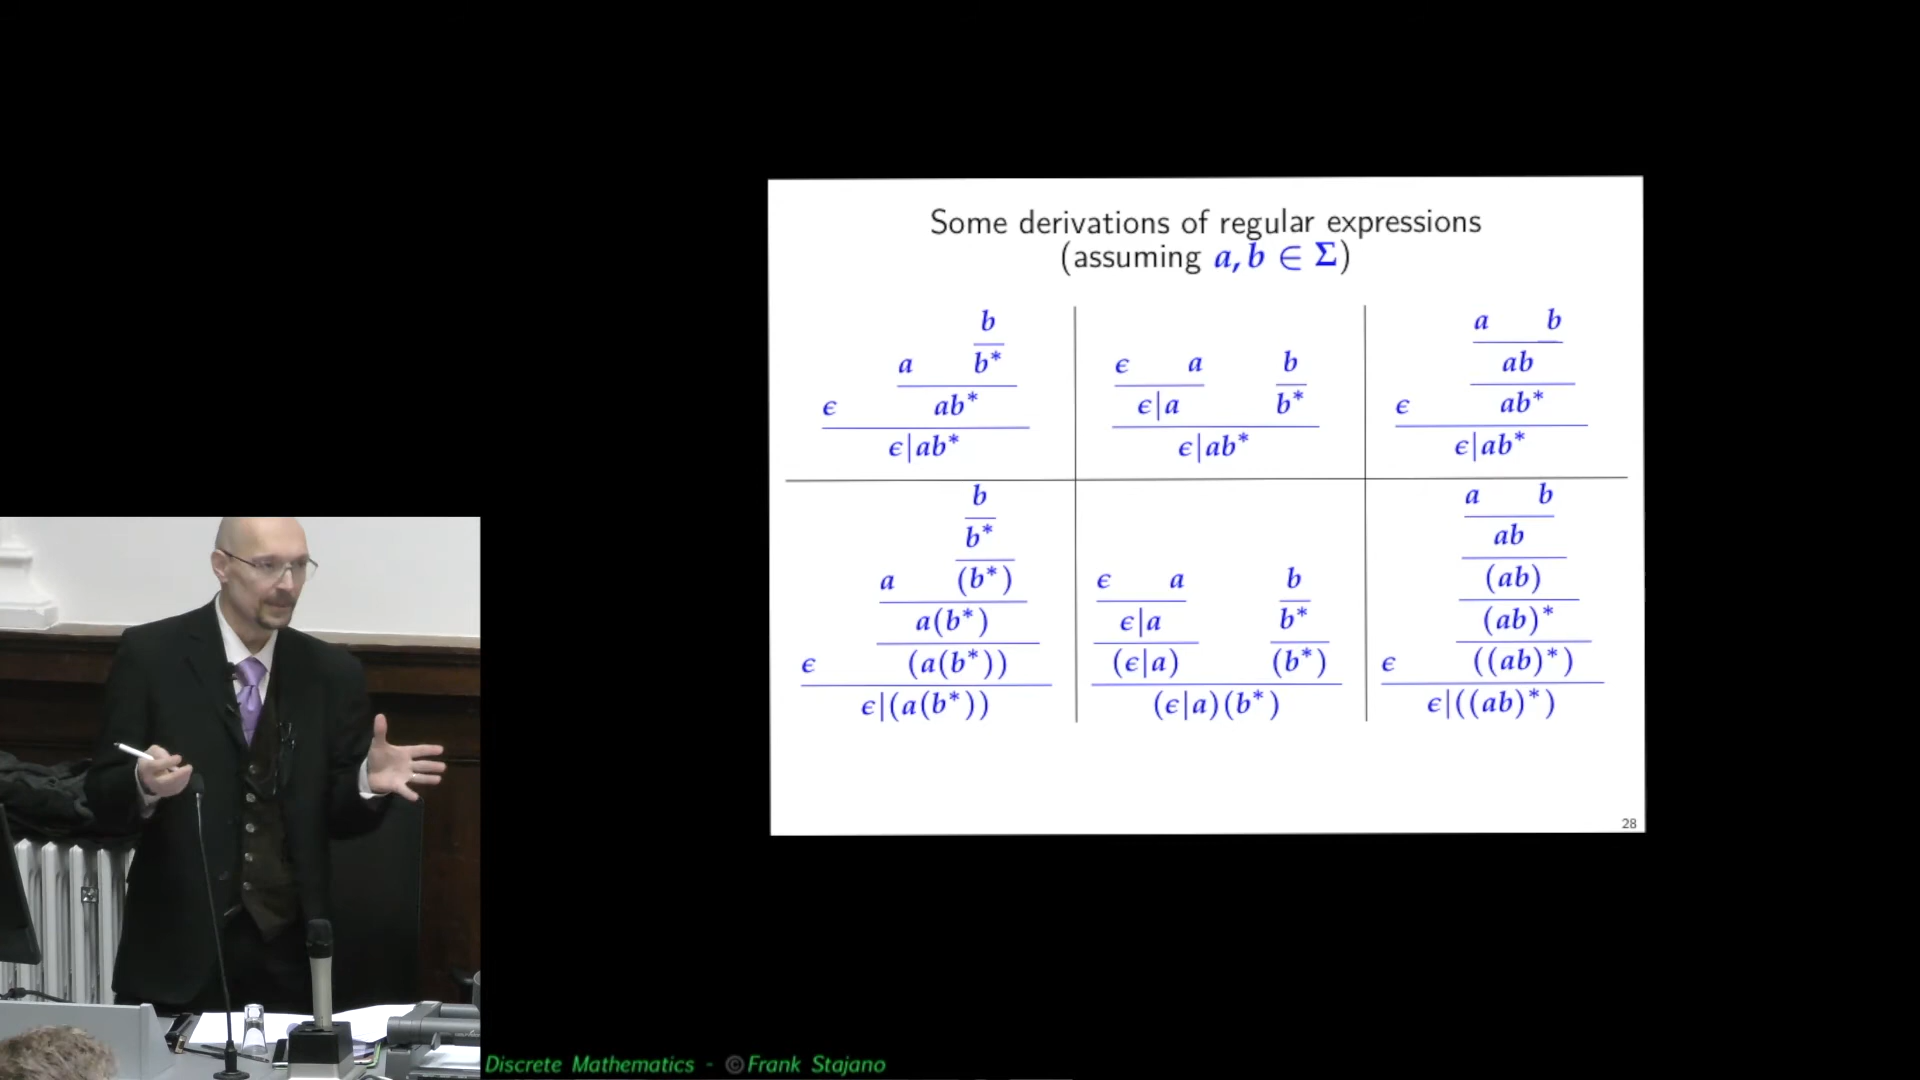 Some derivations of regular expressions
(assuming a, b ∈ Σ)
b
a b*
ϵ ab*
ϵ|ab*
ϵ a b
ϵ|a b*
ϵ|ab*
a b
ab
ϵ ab*
ϵ|ab*
b
b*
a (b*)
a(b*)
ϵ (a(b*))
ϵ|(a(b*))
ϵ a b
ϵ|a b*
(ϵ|a) (b*)
(ϵ|a)(b*)
a b
ab
(ab)
(ab)*
ϵ ((ab)*)
ϵ|((ab)*)
28
Discrete Mathematics - © Frank Stajano